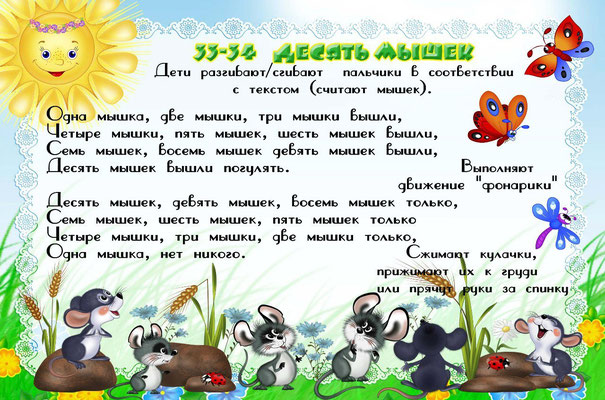 33-34 ДЕСЯТЬ МЫШЕК
Дети разгивают/сгивают пальчики в соответствии
с текстом (считают мышек).
Одна мышка, две мышки, три мышки вышли,
Четыре мышки, пять мышек, шесть мышек вышли,
Семь мышек, восемь мышек девять мышек вышли,
Десять мышек вышли погулять. Выполняют
движение "фонарики"
Десять мышек, девять мышек, восемь мышек только,
Семь мышек, шесть мышек, пять мышек только
Четыре мышки, три мышки, две мышки только,
Одна мышка, нет никого. Сжимают кулачки,
прижимают их к груди
или прячут руки за спинку